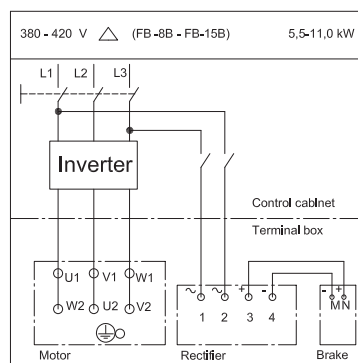 380 - 420 V △ (FB -8B - FB-15B) 5,5-11,0 kW
L1 L2 L3
Inverter
Control cabinet
Terminal box
U1 V1 W1
W2 U2 V2
~ ~ + -
1 2 3 4
- +
M N
Motor Rectifier Brake